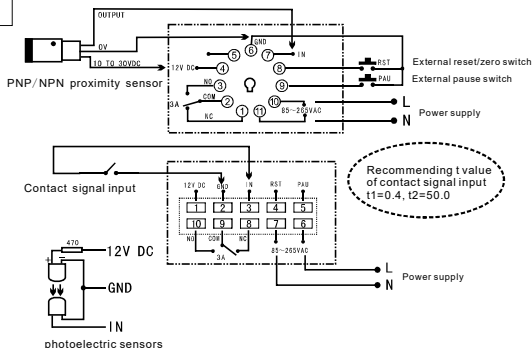 OUTPUT
0V
10 TO 30VDC
PNP/NPN proximity sensor
GND
5 6 7 IN
12V DC 4 8
NO 3 9
COM 2 10
3A
NC 1 11 85~265VAC
RST
External reset/zero switch
PAU
External pause switch
L
Power supply
N
Contact signal input
12V DC GND IN RST PAU
1 2 3 4 5
10 9 8 7 6
NO COM NC 85~265VAC
3A
Recommending t value
of contact signal input
t1=0.4, t2=50.0
L
Power supply
N
470
+ - 12V DC
GND
IN
photoelectric sensors